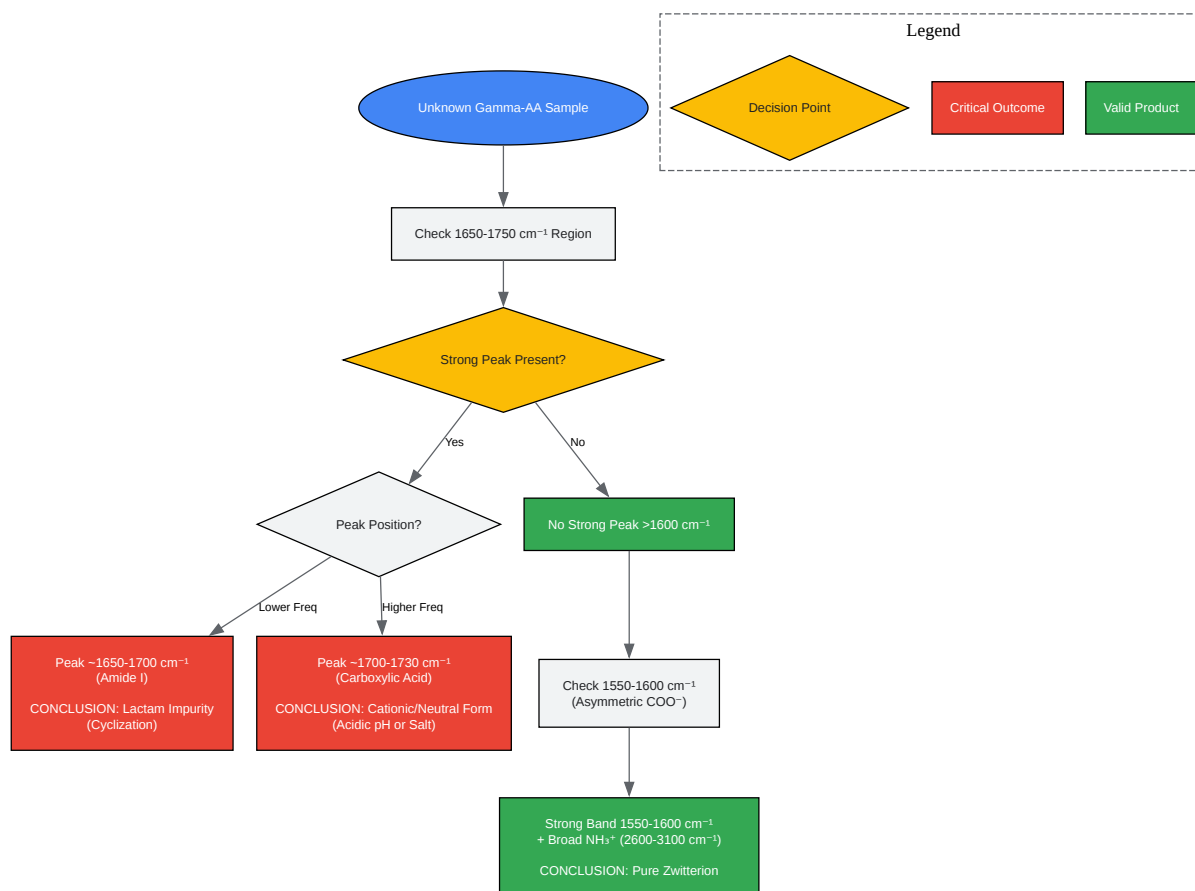 Legend
Unknown Gamma-AA Sample
Decision Point
Critical Outcome
Valid Product
Check 1650-1750 cm⁻¹ Region
Strong Peak Present?
Yes
No
Peak Position?
No Strong Peak >1600 cm⁻¹
Lower Freq
Higher Freq
Peak ~1650-1700 cm⁻¹
(Amide I)
CONCLUSION: Lactam Impurity
(Cyclization)
Peak ~1700-1730 cm⁻¹
(Carboxylic Acid)
CONCLUSION: Cationic/Neutral Form
(Acidic pH or Salt)
Check 1550-1600 cm⁻¹
(Asymmetric COO⁻)
Strong Band 1550-1600 cm⁻¹
+ Broad NH₃⁺ (2600-3100 cm⁻¹)
CONCLUSION: Pure Zwitterion